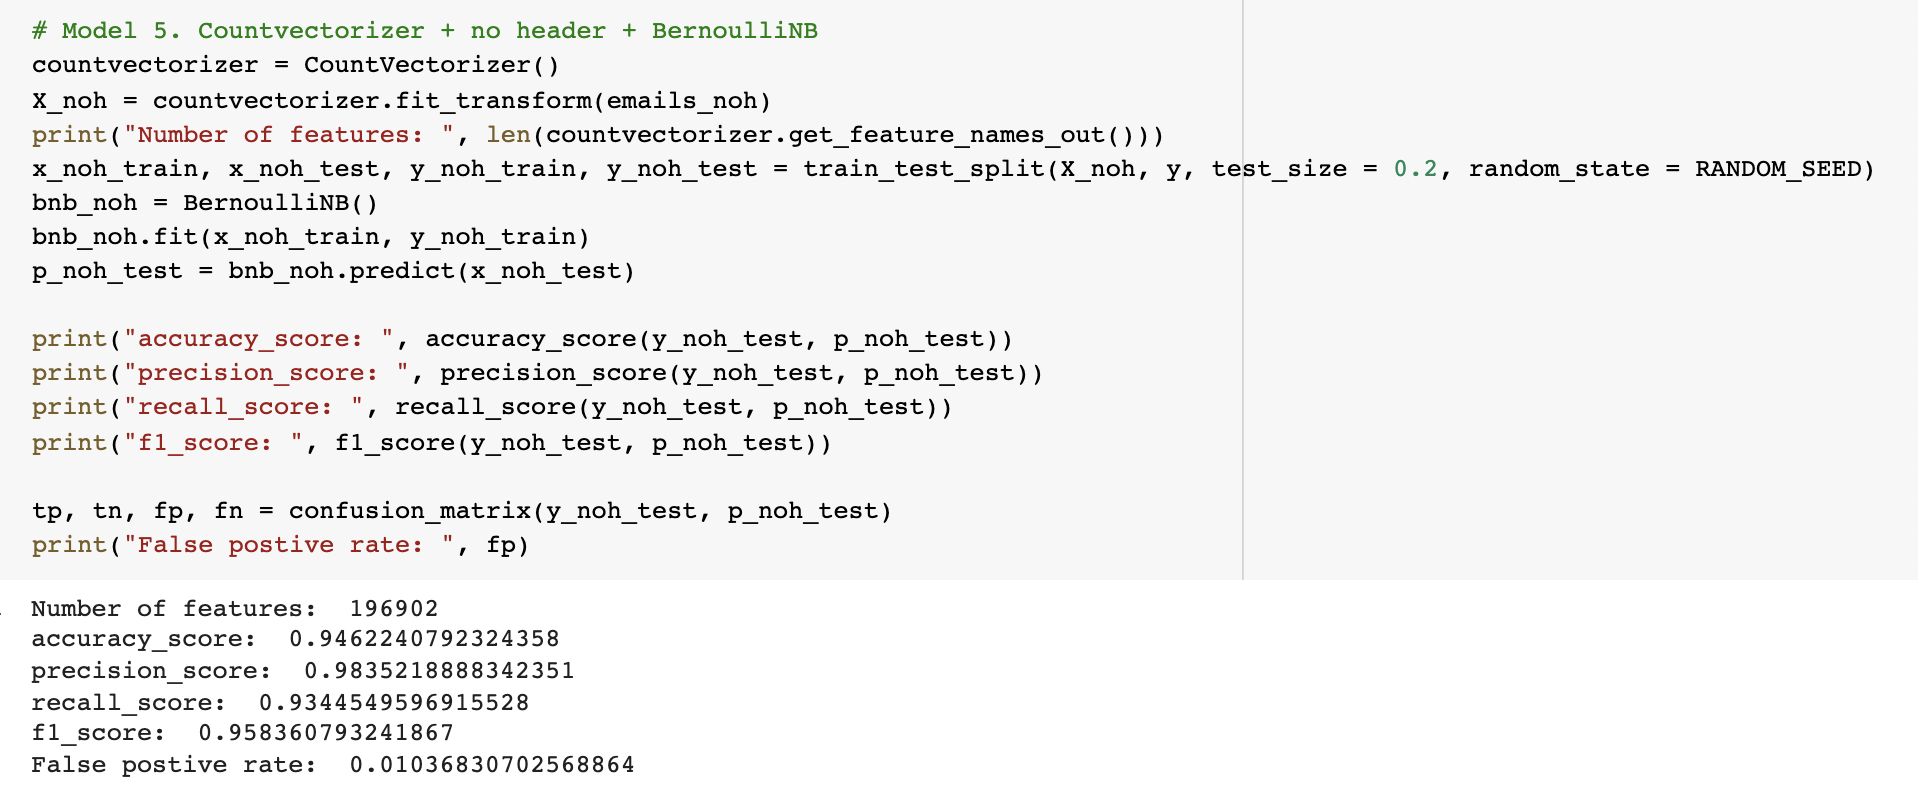 # Model 5. Countvectorizer + no header + BernoulliNB
countvectorizer = CountVectorizer()
X_noh = countvectorizer.fit_transform(emails_noh)
print("Number of features: ", len(countvectorizer.get_feature_names_out()))
x_noh_train, x_noh_test, y_noh_train, y_noh_test = train_test_split(X_noh, y, test_size = 0.2, random_state = RANDOM_SEED)
bnb_noh = BernoulliNB()
bnb_noh.fit(x_noh_train, y_noh_train)
p_noh_test = bnb_noh.predict(x_noh_test)
print("accuracy_score: ", accuracy_score(y_noh_test, p_noh_test))
print("precision_score: ", precision_score(y_noh_test, p_noh_test))
print("recall_score: ", recall_score(y_noh_test, p_noh_test))
print("f1_score: ", f1_score(y_noh_test, p_noh_test))
tp, tn, fp, fn = confusion_matrix(y_noh_test, p_noh_test)
print("False postive rate: ", fp)
Number of features:  196902
accuracy_score:  0.9462240792324358
precision_score:  0.9835218888342351
recall_score:  0.9344549596915528
f1_score:  0.958360793241867
False postive rate:  0.01036830702568864